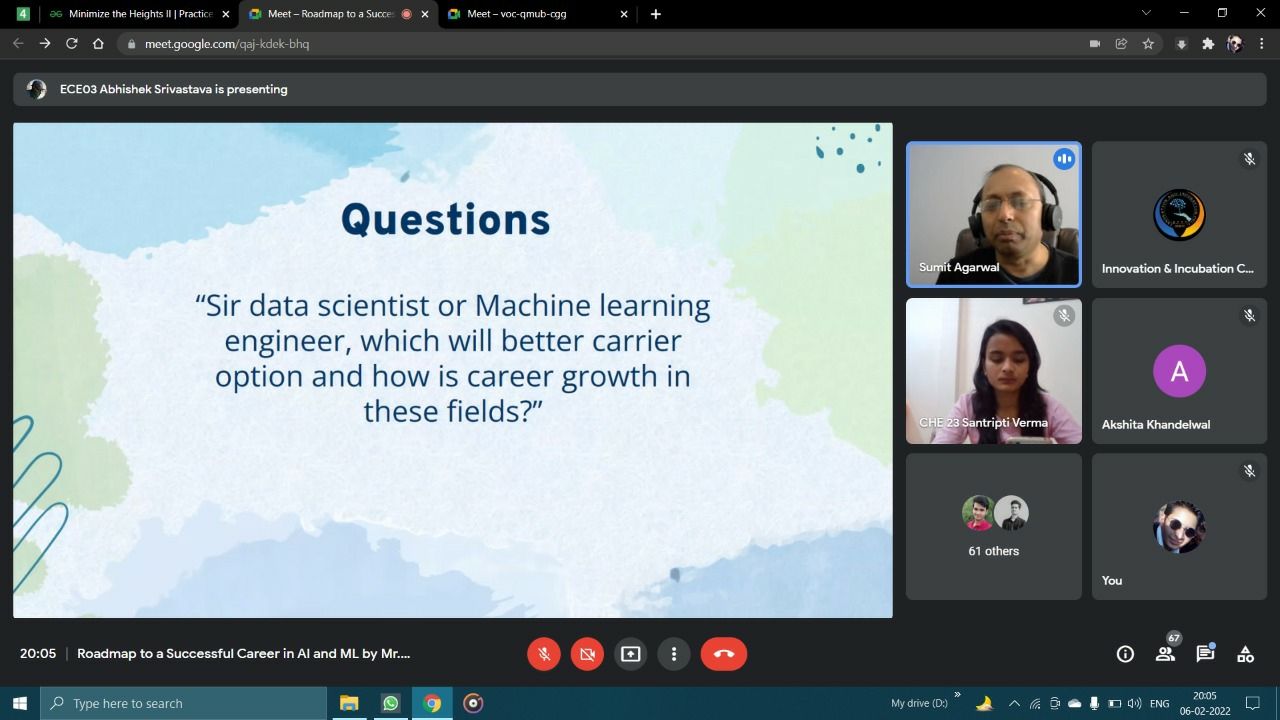 4
Minimize the Heights II | Practice
Meet – Roadmap to a Succes
Meet – voc-qmub-cgg
meet.google.com/qaj-kdek-bhq
ECE03 Abhishek Srivastava is presenting
Questions
“Sir data scientist or Machine learning
engineer, which will better carrier
option and how is career growth in
these fields?”
Sumit Agarwal
Innovation & Incubation C...
CHE 23 Santripti Verma
A
Akshita Khandelwal
61 others
You
20:05 | Roadmap to a Successful Career in AI and ML by Mr....
67
Type here to search
My drive (D:)
ENG
20:05
06-02-2022